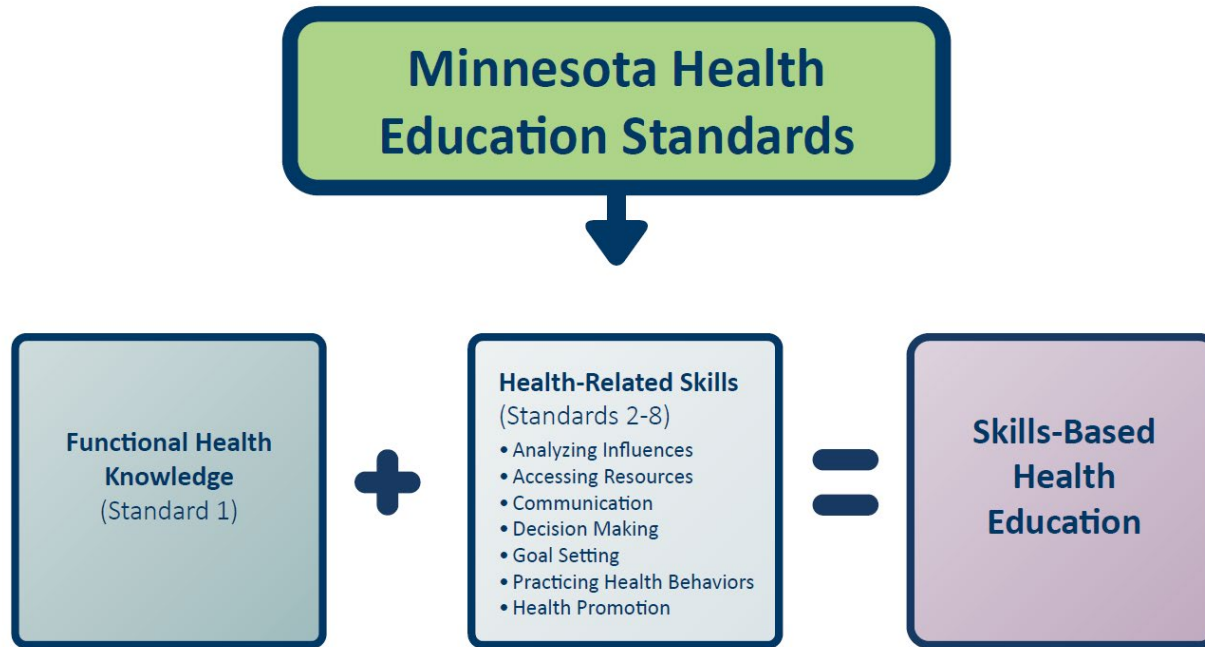 Minnesota Health
Education Standards
Functional Health
Knowledge
(Standard 1)
Health-Related Skills
(Standards 2-8)
• Analyzing Influences
• Accessing Resources
• Communication
• Decision Making
• Goal Setting
• Practicing Health Behaviors
• Health Promotion
Skills-Based
Health
Education